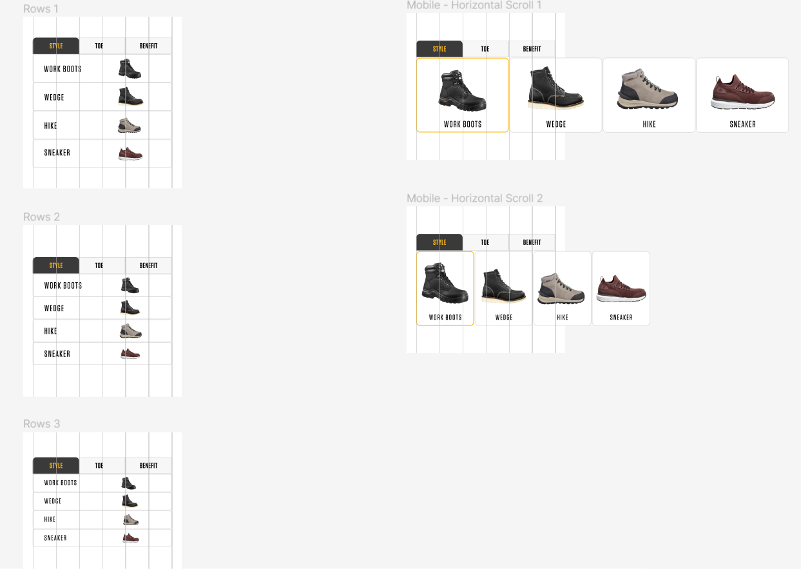 Rows 1
STYLE TOE BENEFIT
WORK BOOTS
WEDGE
HIKE
SNEAKER
Rows 2
STYLE TOE BENEFIT
WORK BOOTS
WEDGE
HIKE
SNEAKER
Rows 3
STYLE TOE BENEFIT
WORK BOOTS
WEDGE
HIKE
SNEAKER
Mobile - Horizontal Scroll 1
STYLE TOE BENEFIT
WORK BOOTS WEDGE HIKE SNEAKER
Mobile - Horizontal Scroll 2
STYLE TOE BENEFIT
WORK BOOTS WEDGE HIKE SNEAKER